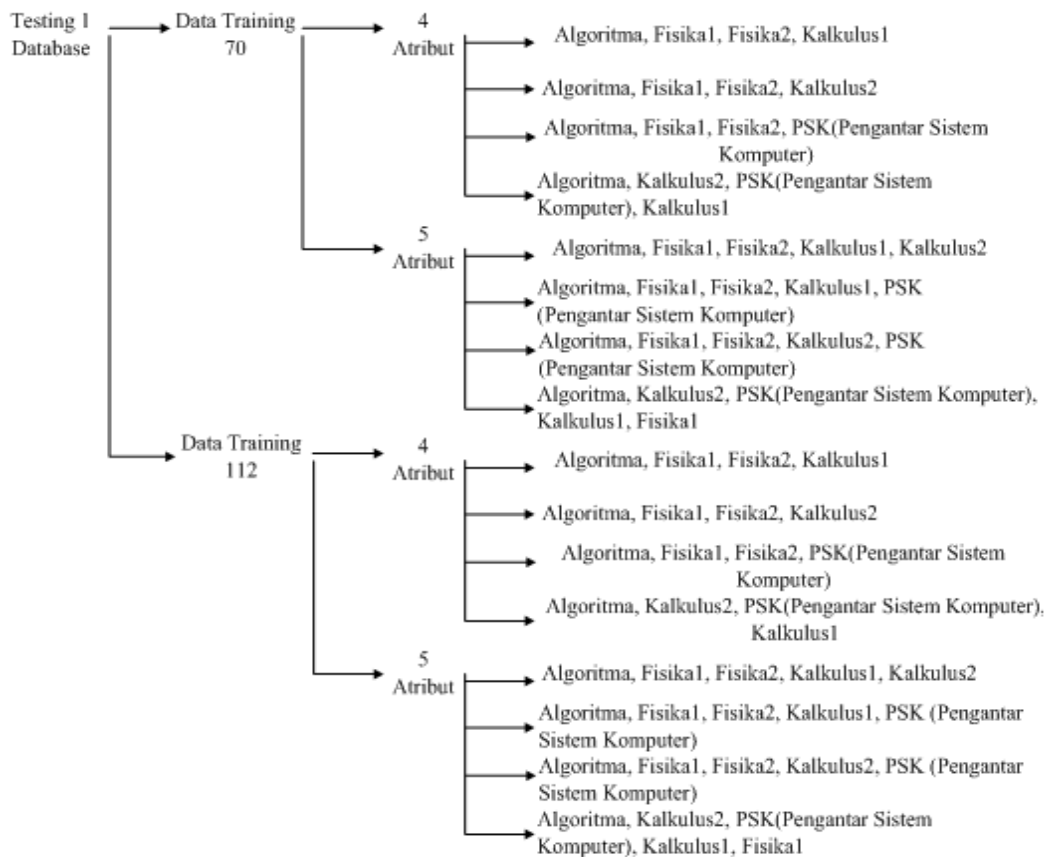 Testing 1
Database
Data Training
70
4
Atribut
Algoritma, Fisika1, Fisika2, Kalkulus1
Algoritma, Fisika1, Fisika2, Kalkulus2
Algoritma, Fisika1, Fisika2, PSK(Pengantar Sistem
Komputer)
Algoritma, Kalkulus2, PSK(Pengantar Sistem
Komputer), Kalkulus1
5
Atribut
Algoritma, Fisika1, Fisika2, Kalkulus1, Kalkulus2
Algoritma, Fisika1, Fisika2, Kalkulus1, PSK
(Pengantar Sistem Komputer)
Algoritma, Fisika1, Fisika2, Kalkulus2, PSK
(Pengantar Sistem Komputer)
Algoritma, Kalkulus2, PSK(Pengantar Sistem Komputer),
Kalkulus1, Fisika1
Data Training
112
4
Atribut
Algoritma, Fisika1, Fisika2, Kalkulus1
Algoritma, Fisika1, Fisika2, Kalkulus2
Algoritma, Fisika1, Fisika2, PSK(Pengantar Sistem
Komputer)
Algoritma, Kalkulus2, PSK(Pengantar Sistem Komputer),
Kalkulus1
5
Atribut
Algoritma, Fisika1, Fisika2, Kalkulus1, Kalkulus2
Algoritma, Fisika1, Fisika2, Kalkulus1, PSK (Pengantar
Sistem Komputer)
Algoritma, Fisika1, Fisika2, Kalkulus2, PSK (Pengantar
Sistem Komputer)
Algoritma, Kalkulus2, PSK(Pengantar Sistem
Komputer), Kalkulus1, Fisika1